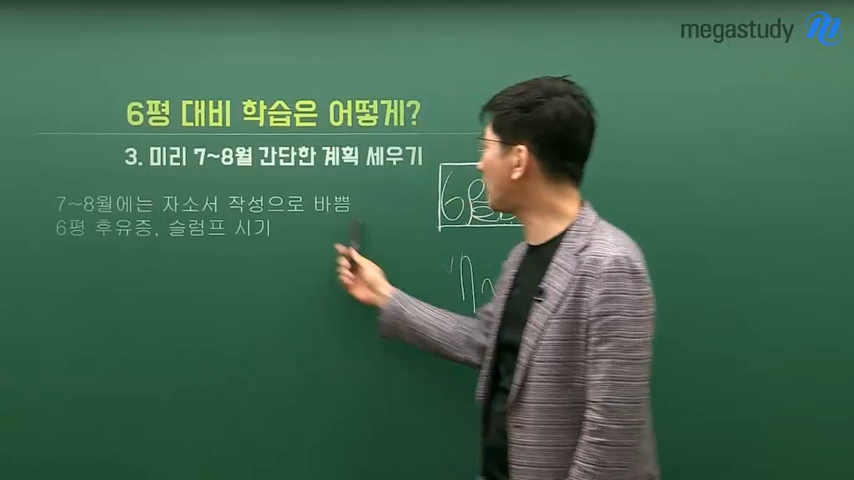 megastudy
6평 대비 학습은 어떻게?
3. 미리 7~8월 간단한 계획 세우기
7~8월에는 자소서 작성으로 바쁨
6평 후유증, 슬럼프 시기
6